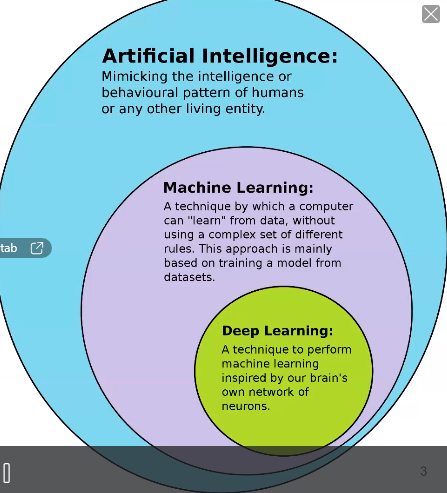 Artificial Intelligence:
Mimicking the intelligence or
behavioural pattern of humans
or any other living entity.
Machine Learning:
A technique by which a computer
can "learn" from data, without
using a complex set of different
rules. This approach is mainly
based on training a model from
datasets.
tab
Deep Learning:
A technique to perform
machine learning
inspired by our brain's
own network of
neurons.
3